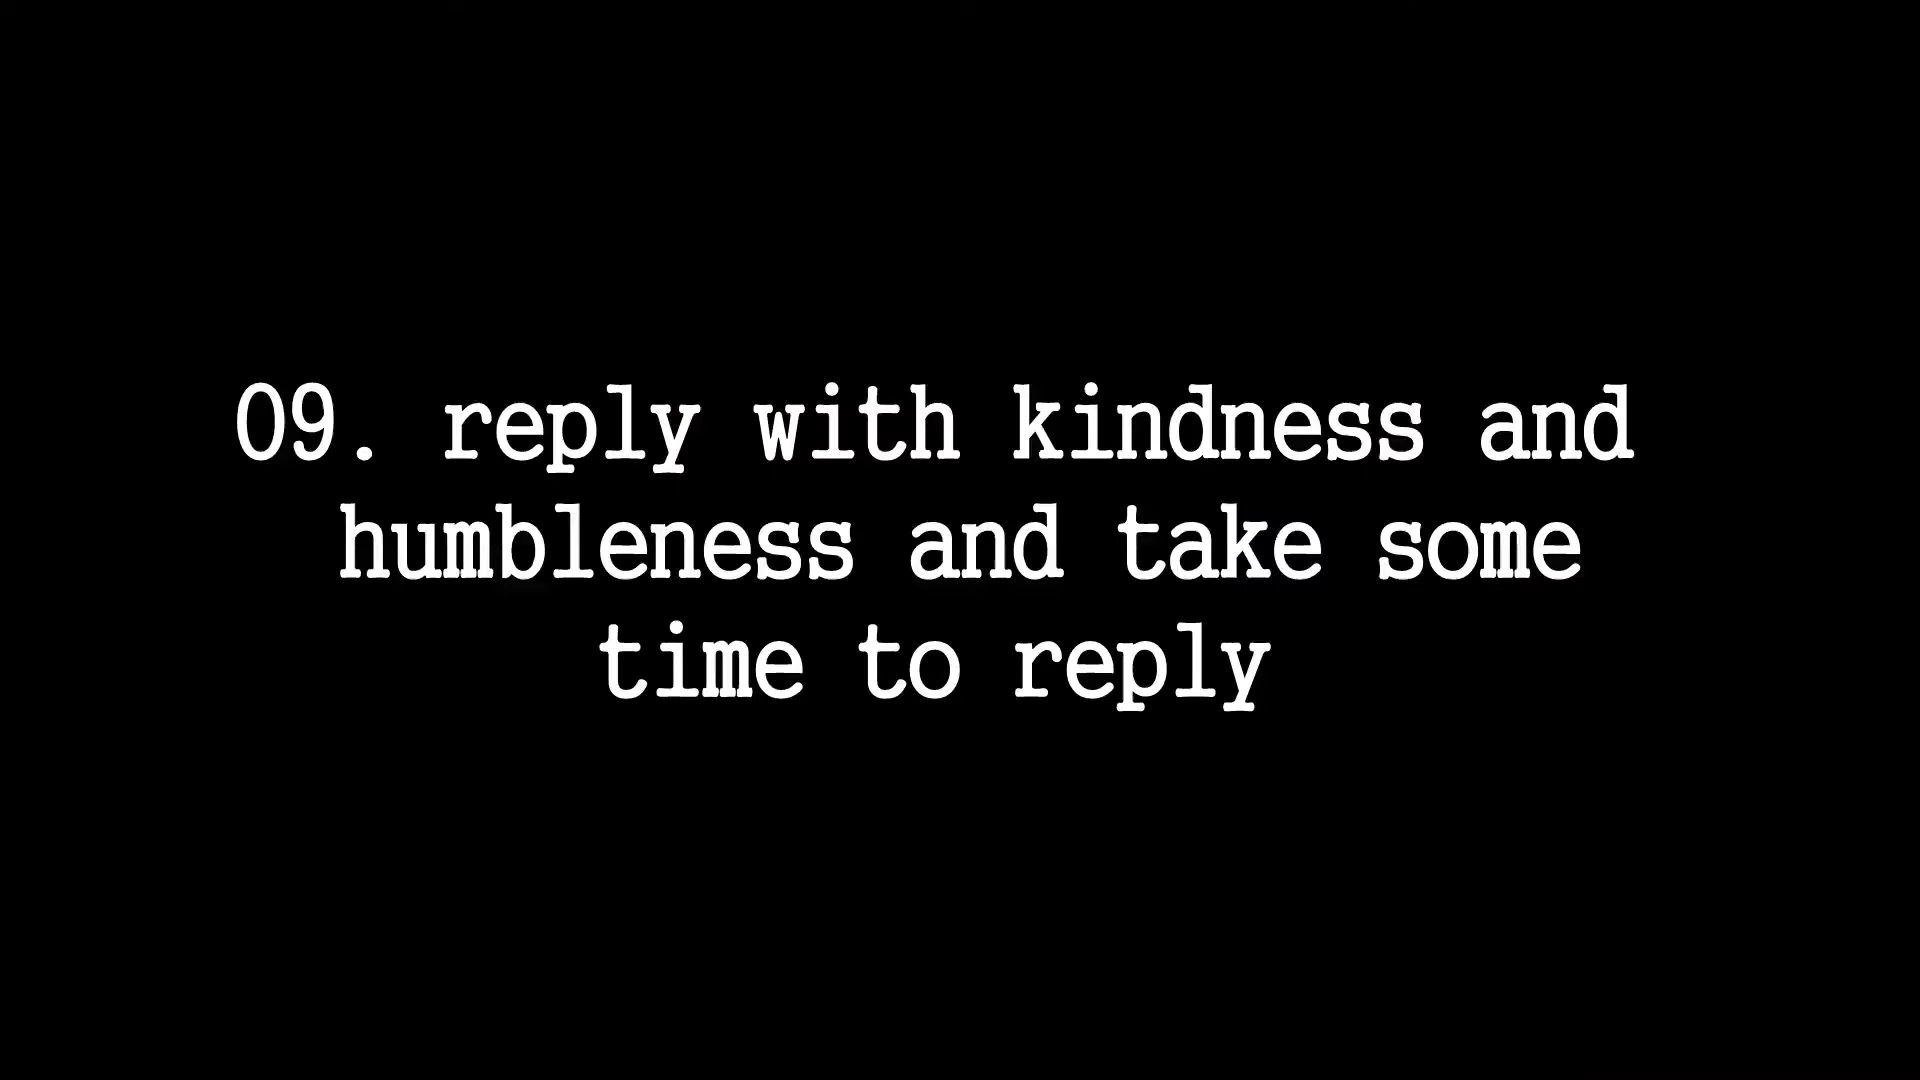 09. reply with kindness and
humbleness and take some
time to reply